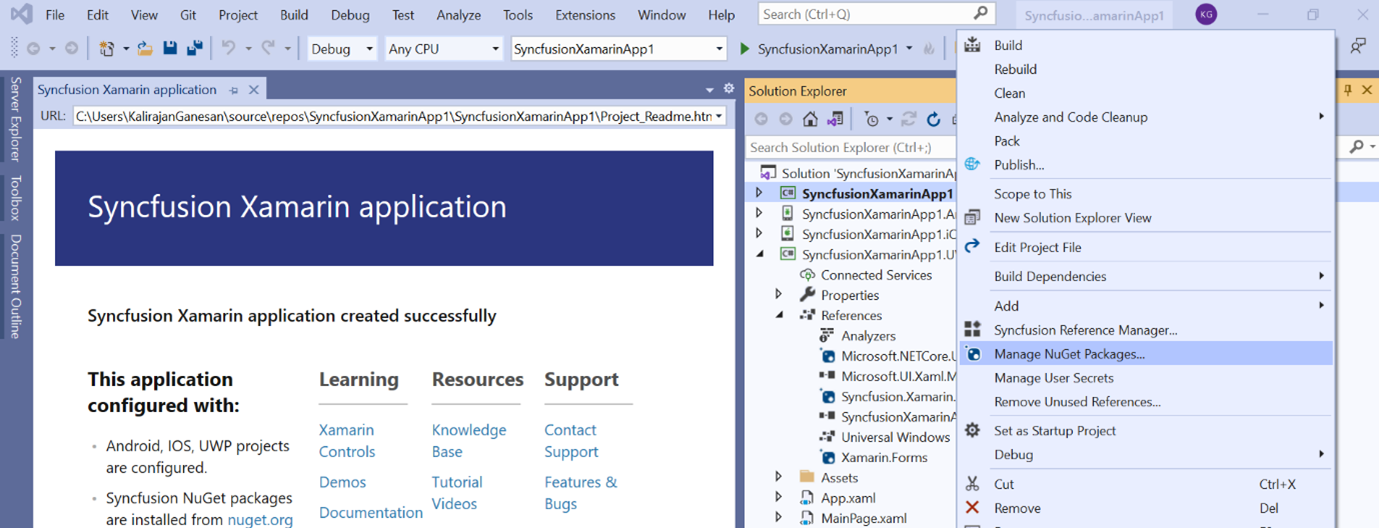 File Edit View Git Project Build Debug Test Analyze Tools Extensions Window Help Search (Ctrl+Q) Syncfusio...amarinApp1 KG
Debug Any CPU SyncfusionXamarinApp1 SyncfusionXamarinApp1
Server Explorer
Toolbox
Document Outline
Syncfusion Xamarin application
URL: C:\Users\KalirajanGanesan\source\repos\SyncfusionXamarinApp1\SyncfusionXamarinApp1\Project_Readme.htn
Syncfusion Xamarin application
Syncfusion Xamarin application created successfully
This application
configured with:
Android, IOS, UWP projects
are configured.
Syncfusion NuGet packages
are installed from nuget.org
Learning
Xamarin
Controls
Demos
Documentation
Resources
Knowledge
Base
Tutorial
Videos
Support
Contact
Support
Features &
Bugs
Solution Explorer
Search Solution Explorer (Ctrl+;)
Solution 'SyncfusionXamarinAp
SyncfusionXamarinApp1
SyncfusionXamarinApp1.A
SyncfusionXamarinApp1.iC
SyncfusionXamarinApp1.U
Connected Services
Properties
References
Analyzers
Microsoft.NETCore.U
Microsoft.UI.Xaml.M
Syncfusion.Xamarin.
SyncfusionXamarinA
Universal Windows
Xamarin.Forms
Assets
App.xaml
MainPage.xaml
Build
Rebuild
Clean
Analyze and Code Cleanup
Pack
Publish...
Scope to This
New Solution Explorer View
Edit Project File
Build Dependencies
Add
Syncfusion Reference Manager...
Manage NuGet Packages...
Manage User Secrets
Remove Unused References...
Set as Startup Project
Debug
Cut Ctrl+X
Remove Del